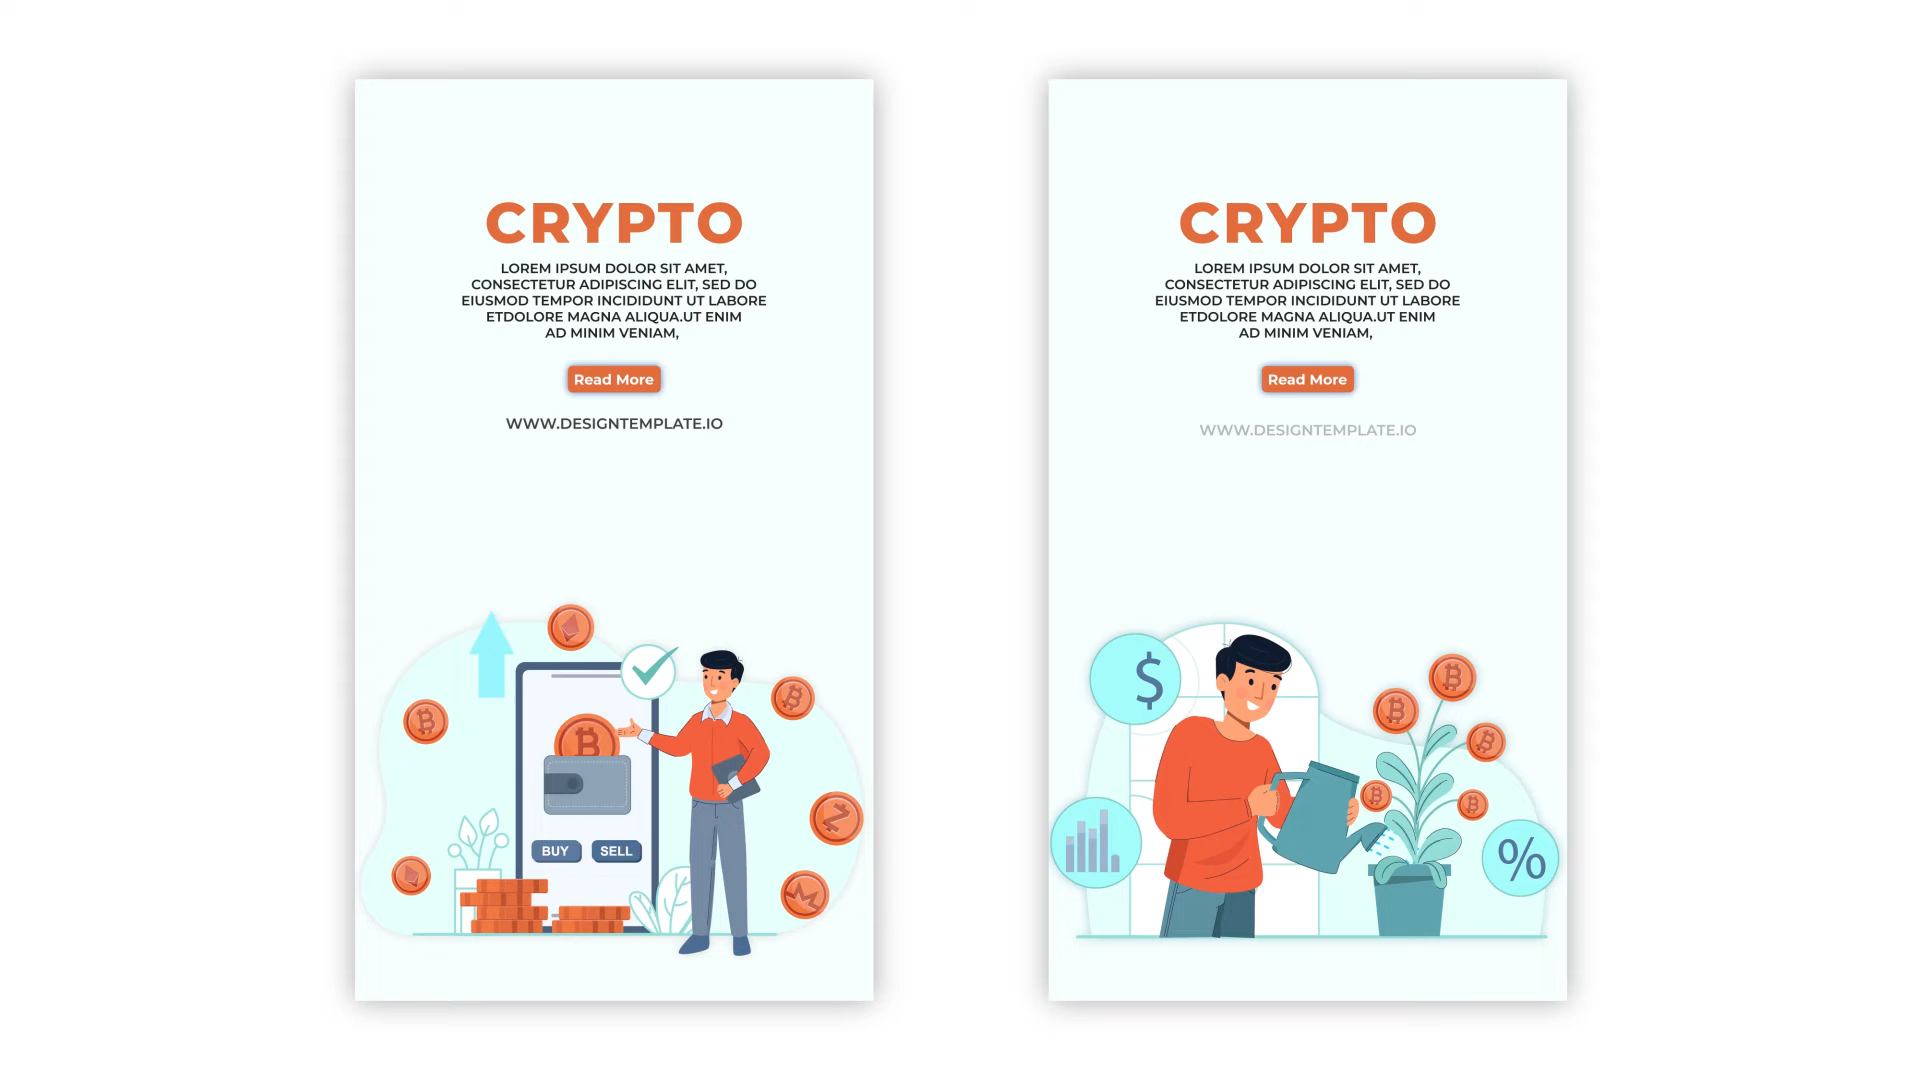 CRYPTO
LOREM IPSUM DOLOR SIT AMET,
CONSECTETUR ADIPISCING ELIT, SED DO
EIUSMOD TEMPOR INCIDIDUNT UT LABORE
ETDOLORE MAGNA ALIQUA.UT ENIM
AD MINIM VENIAM,
Read More
WWW.DESIGNTEMPLATE.IO
BUY
SELL
CRYPTO
LOREM IPSUM DOLOR SIT AMET,
CONSECTETUR ADIPISCING ELIT, SED DO
EIUSMOD TEMPOR INCIDIDUNT UT LABORE
ETDOLORE MAGNA ALIQUA.UT ENIM
AD MINIM VENIAM,
Read More
WWW.DESIGNTEMPLATE.IO
$
%